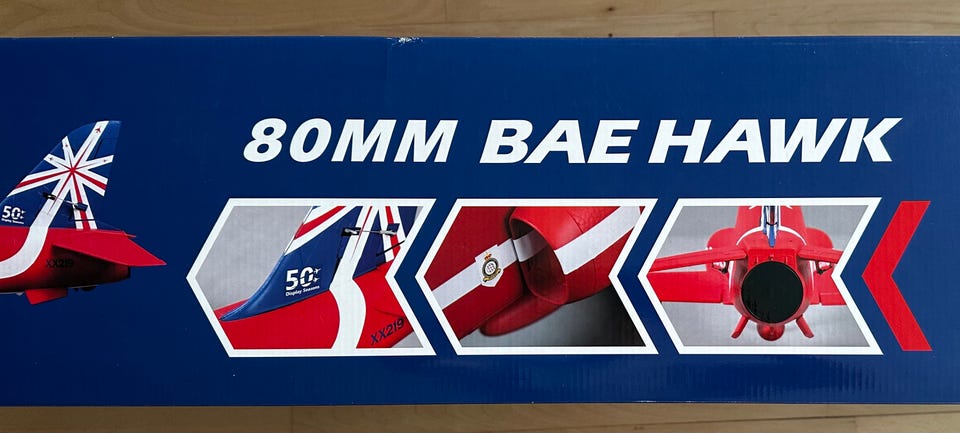 80MM BAE HAWK
50
Display Seasons
XX219
50
Display Seasons
XX219